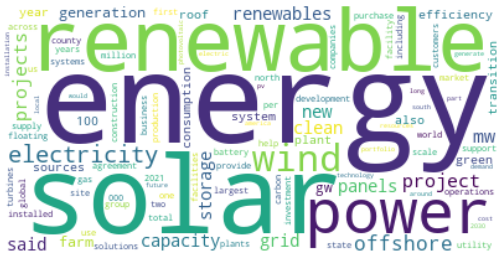 year generation roof renewables first year efficiency
across county years million purchase facility
projects renewable companies including customers
systems generate transition
energy
us local supply floating construction business production
consumption system north per development market long
new clean also mw
100 plant south part world support
electricity wind scale green demand
sources agreement battery provide help
storage panels project
solar power
turbines global gas site 2021 future
installed 000 group one two total
facilities gw largest carbon investment
technology portfolio around operations
said farm use solutions capacity plants grid
state offshore utility cost 2030
installation electric pv would